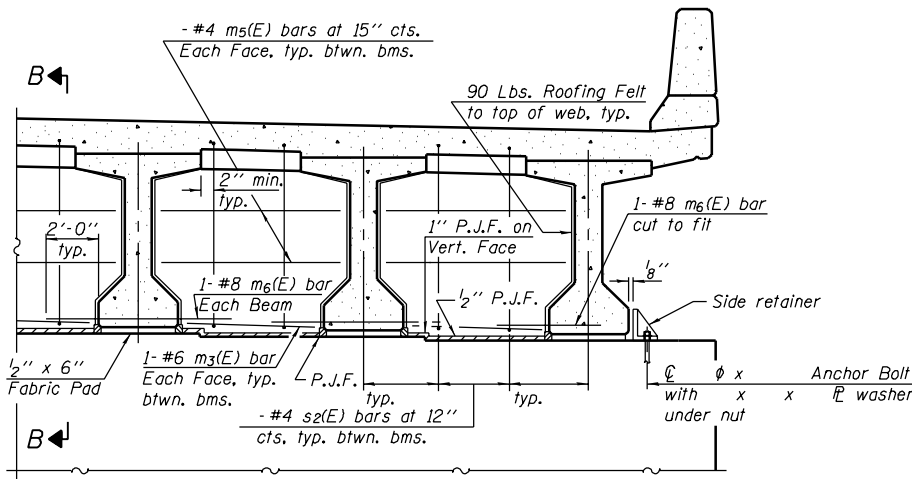 - #4 m5(E) bars at 15" cts.
Each Face, typ. btwn. bms.
B
90 Lbs. Roofing Felt
to top of web, typ.
2" min.
typ.
1- #8 m6(E) bar
cut to fit
2'-0"
typ.
1" P.J.F. on
Vert. Face
1/8"
1- #8 m6(E) bar
Each Beam
1/2" P.J.F.
Side retainer
1/2" x 6"
Fabric Pad
1- #6 m3(E) bar
Each Face, typ.
btwn. bms.
P.J.F.
typ.
typ.
℄ ϕ x Anchor Bolt
with x x ℞ washer
under nut
- #4 s2(E) bars at 12"
cts, typ. btwn. bms.
B